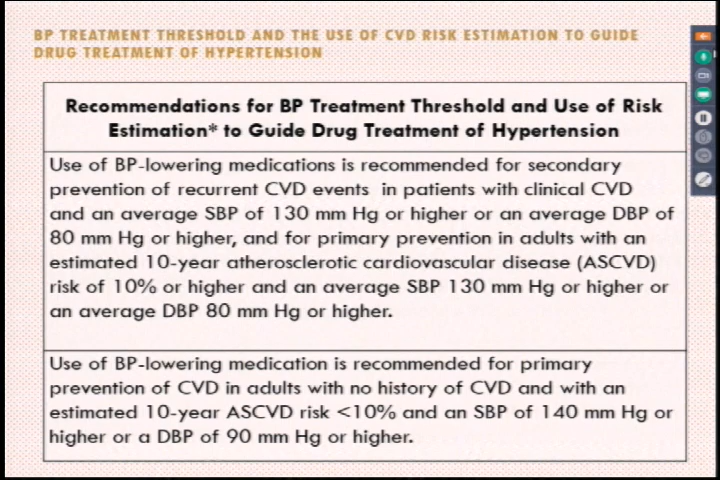 BP TREATMENT THRESHOLD AND THE USE OF CVD RISK ESTIMATION TO GUIDE
DRUG TREATMENT OF HYPERTENSION
Recommendations for BP Treatment Threshold and Use of Risk
Estimation* to Guide Drug Treatment of Hypertension
Use of BP-lowering medications is recommended for secondary
prevention of recurrent CVD events in patients with clinical CVD
and an average SBP of 130 mm Hg or higher or an average DBP of
80 mm Hg or higher, and for primary prevention in adults with an
estimated 10-year atherosclerotic cardiovascular disease (ASCVD)
risk of 10% or higher and an average SBP 130 mm Hg or higher or
an average DBP 80 mm Hg or higher.
Use of BP-lowering medication is recommended for primary
prevention of CVD in adults with no history of CVD and with an
estimated 10-year ASCVD risk <10% and an SBP of 140 mm Hg or
higher or a DBP of 90 mm Hg or higher.